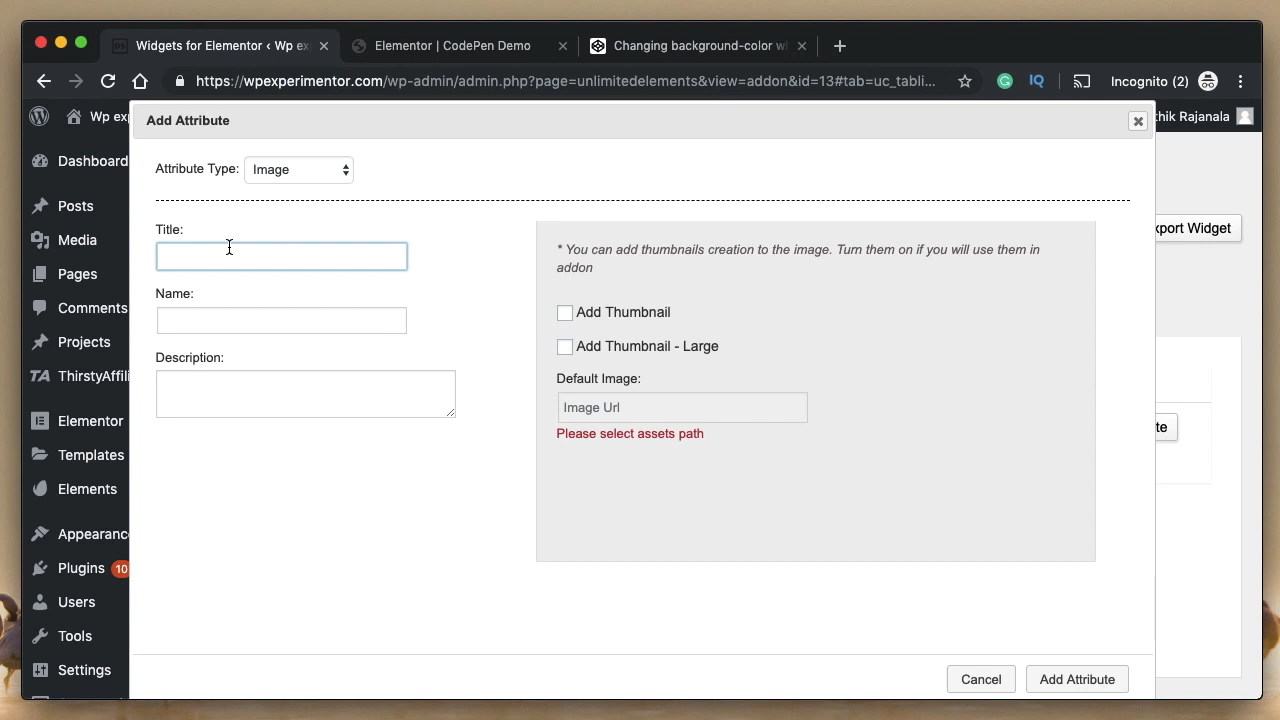 Widgets for Elementor ‹ Wp ex
Elementor | CodePen Demo
Changing background-color w
https://wpexperimentor.com/wp-admin/admin.php?page=unlimitedelements&view=addon&id=13#tab=uc_tabli...
IQ
Incognito (2)
Wp exp
Add Attribute
thik Rajanala
Dashboard
Attribute Type:
Image
Posts
Title:
xport Widget
Media
* You can add thumbnails creation to the image. Turn them on if you will use them in
addon
Pages
Name:
Comments
Add Thumbnail
Projects
Add Thumbnail - Large
Description:
TA ThirstyAffili
Default Image:
Image Url
Elementor
te
Please select assets path
Templates
Elements
Appearanc
Plugins 10
Users
Tools
Settings
Cancel
Add Attribute